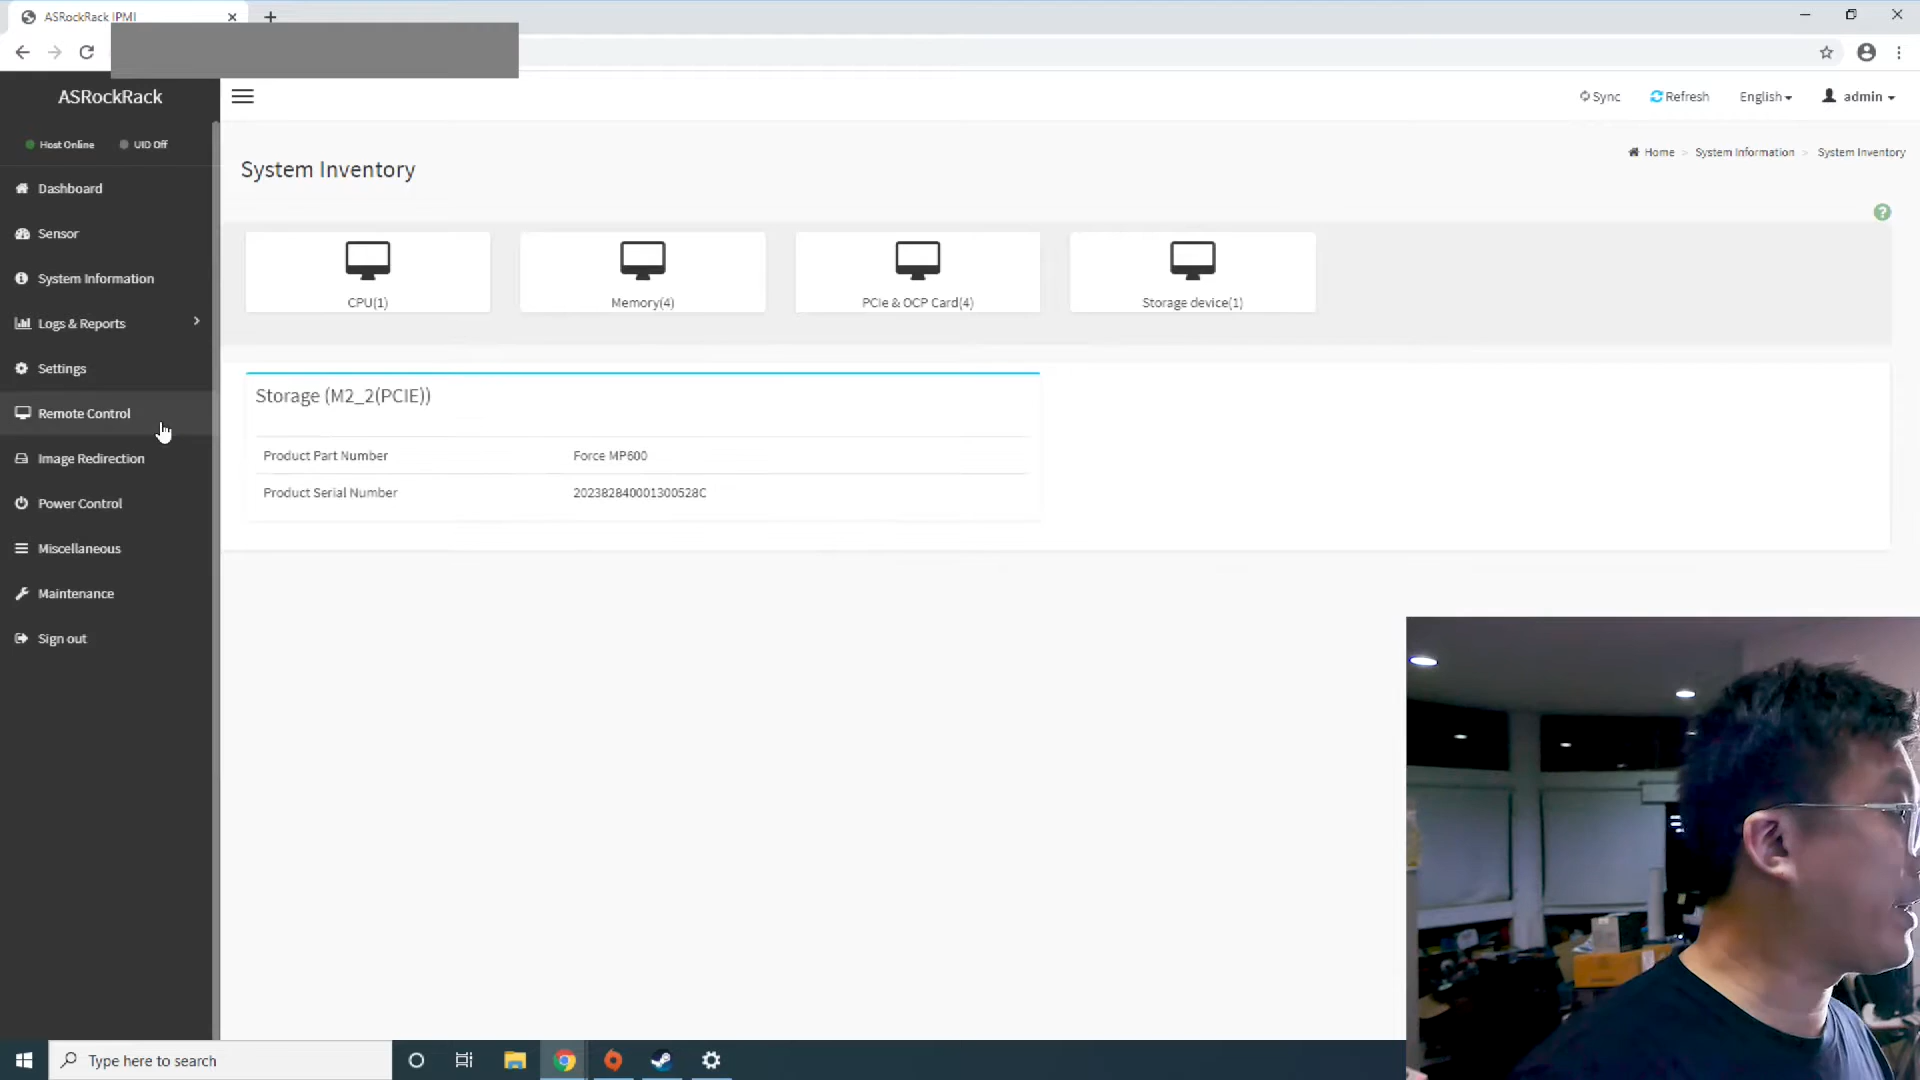 ASRockRack IPMI
ASRockRack
Sync
Refresh
English
admin
Host Online
UID Off
System Inventory
Home > System Information > System Inventory
Dashboard
Sensor
System Information
Logs & Reports
Settings
Remote Control
Image Redirection
Power Control
Miscellaneous
Maintenance
Sign out
?
CPU(1)
Memory(4)
PCIe & OCP Card(4)
Storage device(1)
Storage (M2_2(PCIE))
Product Part Number Force MP600
Product Serial Number 202382840001300528C
Type here to search